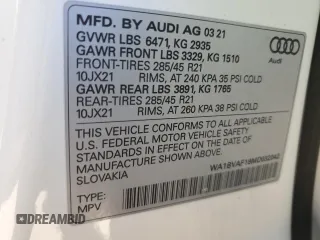 MFD. BY AUDI AG 03 21
GVWR LBS 6471, KG 2935
GAWR FRONT LBS 3329, KG 1510
FRONT-TIRES 285/45 R21
10JX21 RIMS, AT 240 KPA 35 PSI COLD
GAWR REAR LBS 3891, KG 1765
REAR-TIRES 285/45 R21
10JX21 RIMS, AT 260 KPA 38 PSI COLD
THIS VEHICLE CONFORMS TO ALL APPLICABLE
U.S. FEDERAL MOTOR VEHICLE SAFETY
STANDARDS IN EFFECT ON THE DATE OF
MANUFACTURE SHOWN ABOVE.
SLOVAKIA
TYPE:
MPV
Audi
DREAMBID